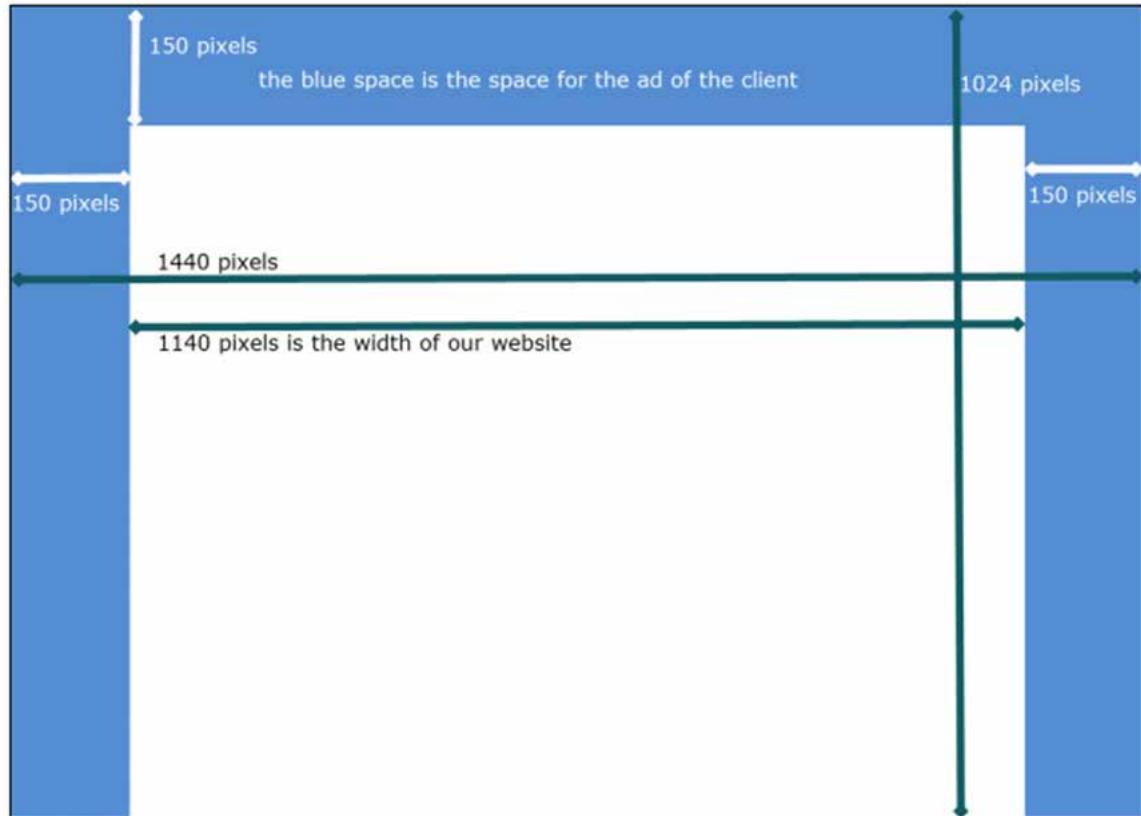 150 pixels
the blue space is the space for the ad of the client
1024 pixels
150 pixels
150 pixels
1440 pixels
1140 pixels is the width of our website